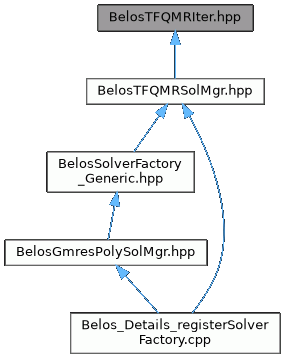 BelosTFQMRIter.hpp
BelosTFQMRSolMgr.hpp
BelosSolverFactory
_Generic.hpp
BelosGmresPolySolMgr.hpp
Belos_Details_registerSolver
Factory.cpp